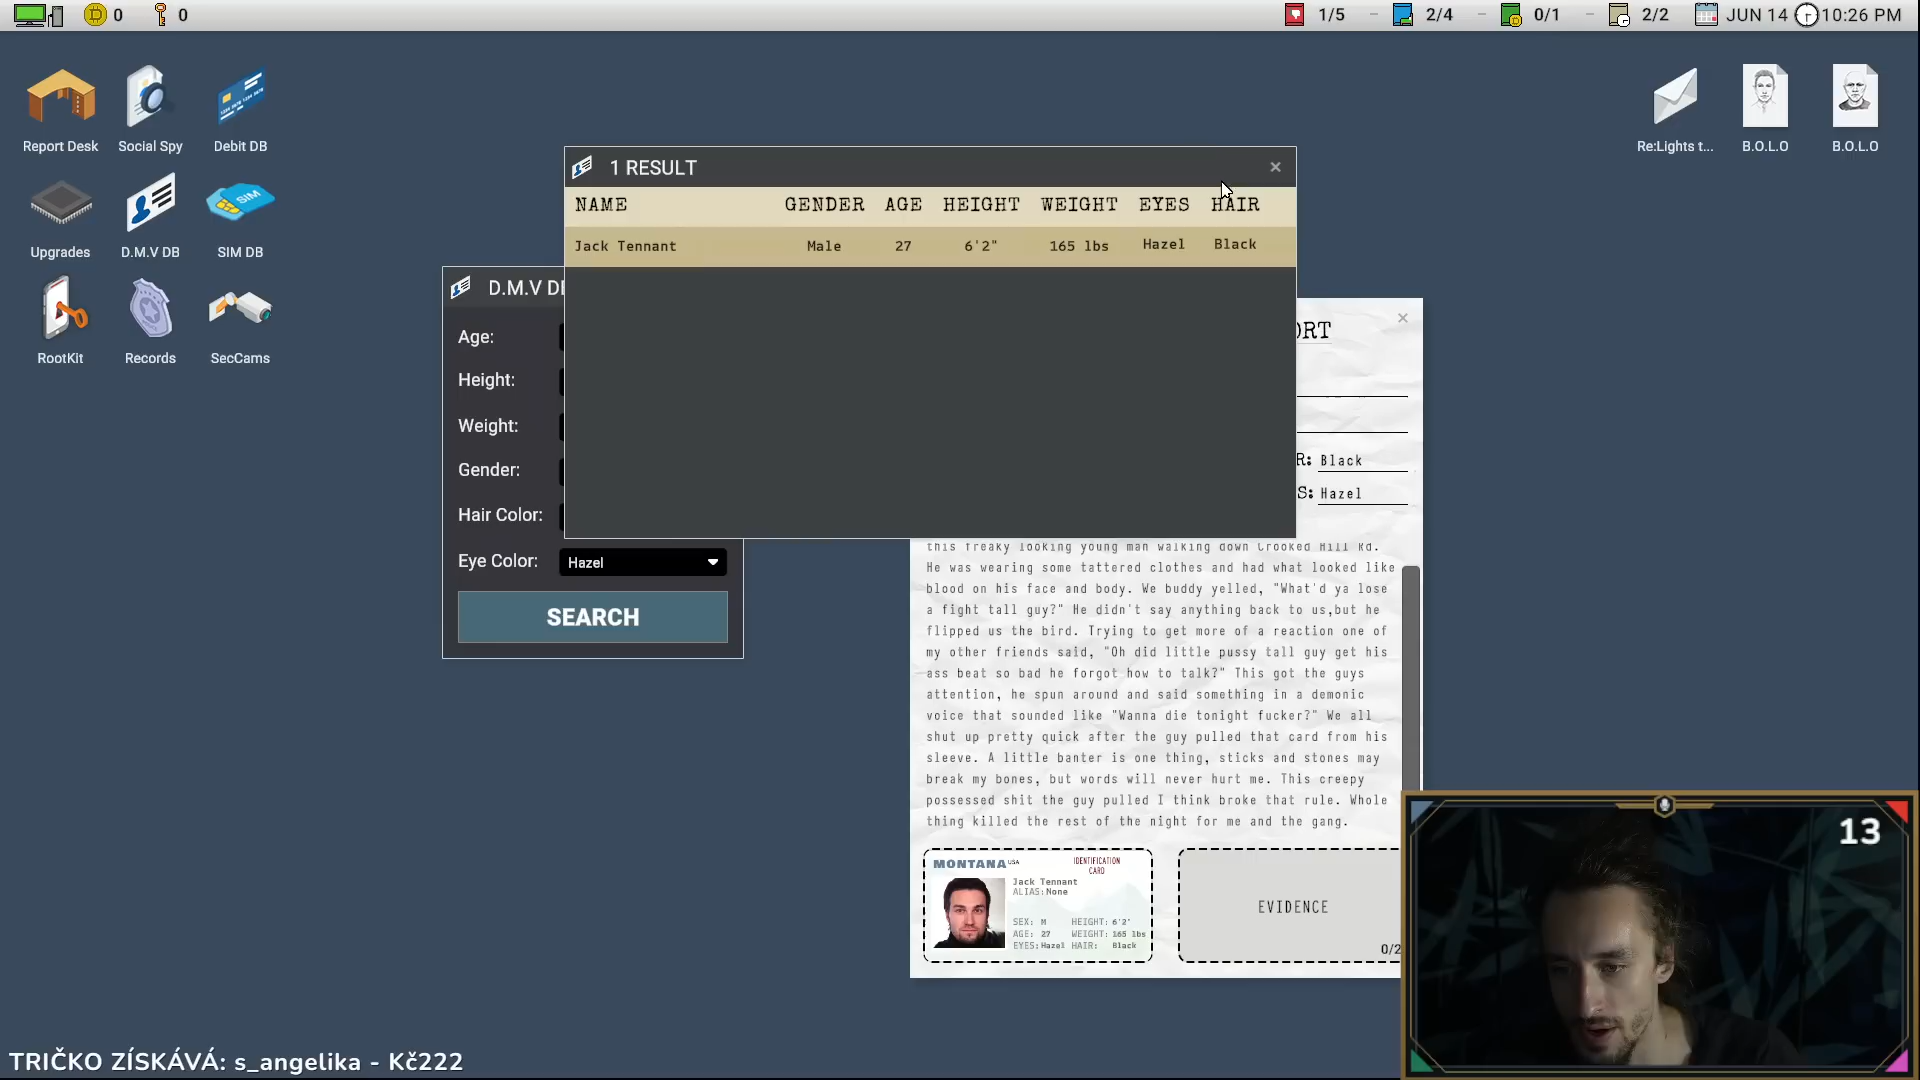 0
0
1/5
2/4
0/1
2/2
JUN 14
10:26 PM
Report Desk
Social Spy
Debit DB
Upgrades
D.M.V DB
SIM DB
RootKit
Records
SecCams
Re:Lights t...
B.O.L.O
B.O.L.O
1 RESULT
NAME GENDER AGE HEIGHT WEIGHT EYES HAIR
Jack Tennant Male 27 6'2" 165 lbs Hazel Black
D.M.V
Age:
Height:
Weight:
Gender:
Hair Color:
Eye Color: Hazel
SEARCH
ORT
R: Black
S: Hazel
this freaky looking young man walking down Crooked Hill Rd.
He was wearing some tattered clothes and had what looked like
blood on his face and body. We buddy yelled, "What'd ya lose
a fight tall guy?" He didn't say anything back to us,but he
flipped us the bird. Trying to get more of a reaction one of
my other friends said, "Oh did little pussy tall guy get his
ass beat so bad he forgot how to talk?" This got the guys
attention, he spun around and said something in a demonic
voice that sounded like "Wanna die tonight fucker?" We all
shut up pretty quick after the guy pulled that card from his
sleeve. A little banter is one thing, sticks and stones may
break my bones, but words will never hurt me. This creepy
possessed shit the guy pulled I think broke that rule. Whole
thing killed the rest of the night for me and the gang.
MONTANA USA
IDENTIFICATION
CARD
Jack Tennant
ALIAS:None
SEX: M HEIGHT: 6'2"
AGE: 27 WEIGHT: 165 lbs
EYES:Hazel HAIR: Black
EVIDENCE
0/2
13
TRIČKO ZÍSKÁVÁ: s_angelika - Kč222